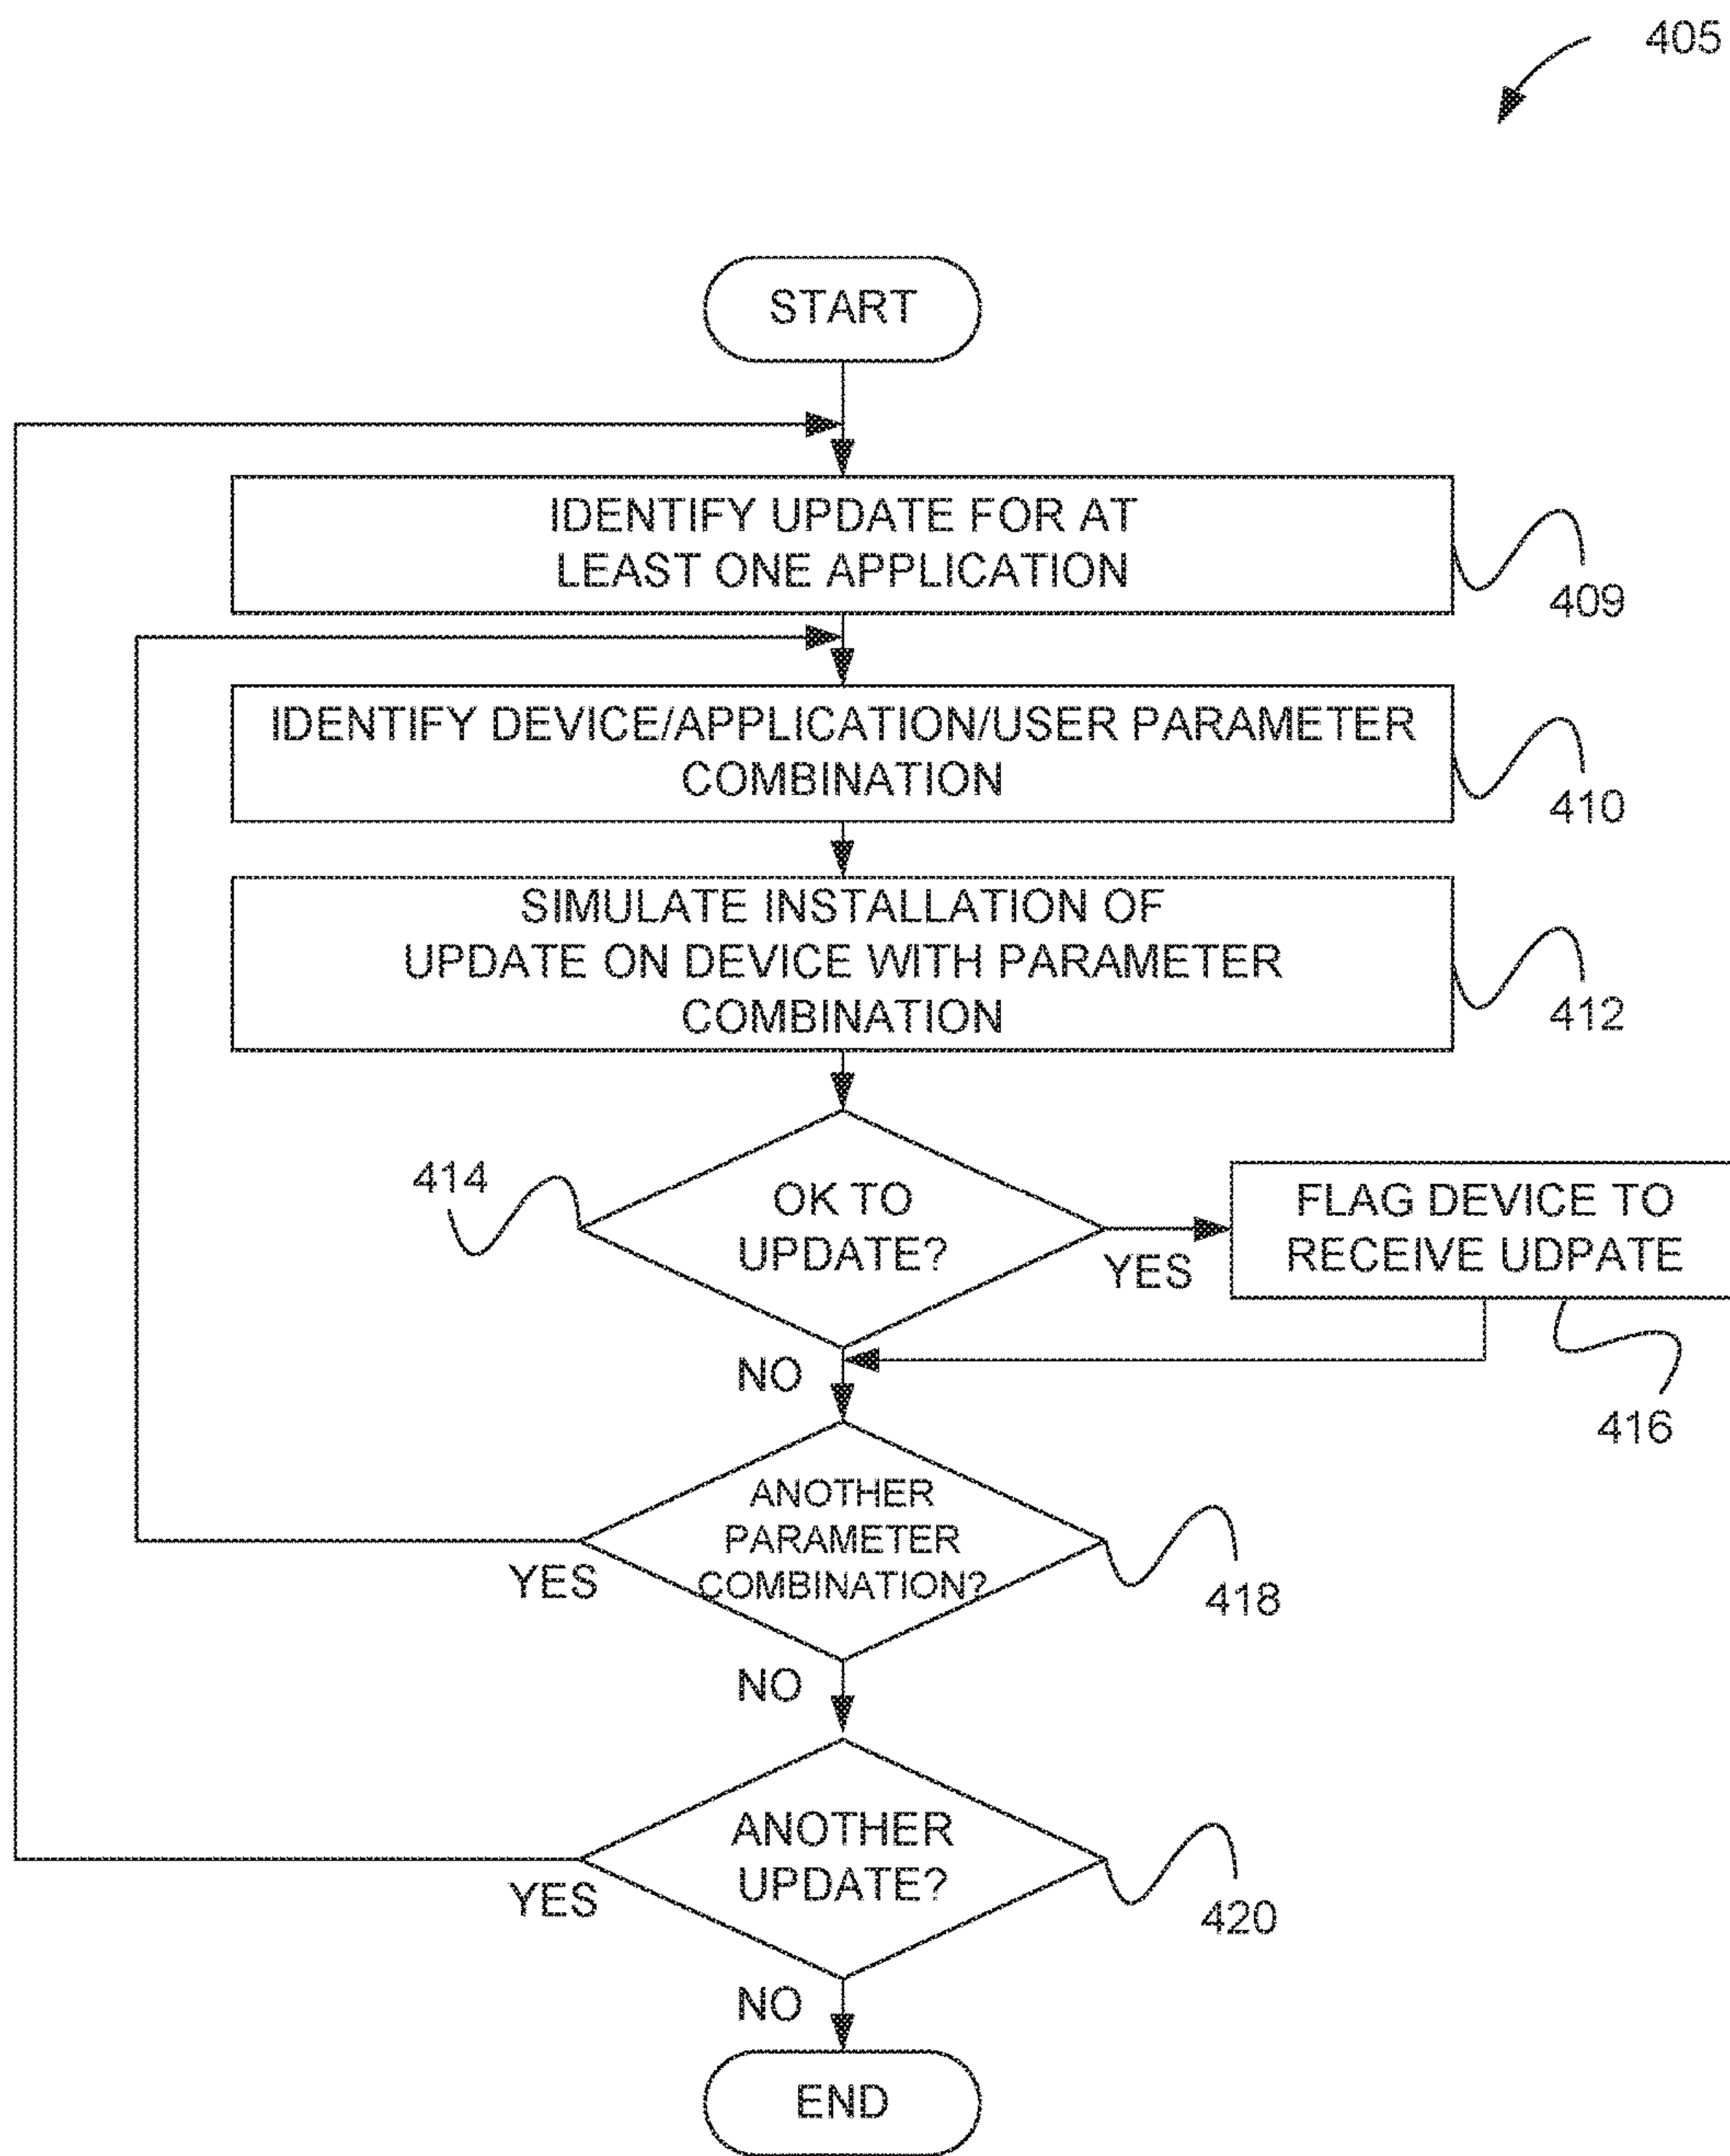 405
START
IDENTIFY UPDATE FOR AT
LEAST ONE APPLICATION
409
IDENTIFY DEVICE/APPLICATION/USER PARAMETER
COMBINATION
410
SIMULATE INSTALLATION OF
UPDATE ON DEVICE WITH PARAMETER
COMBINATION
412
414
OK TO
UPDATE?
YES
FLAG DEVICE TO
RECEIVE UDPATE
416
NO
ANOTHER
PARAMETER
COMBINATION?
YES
418
NO
ANOTHER
UPDATE?
YES
420
NO
END